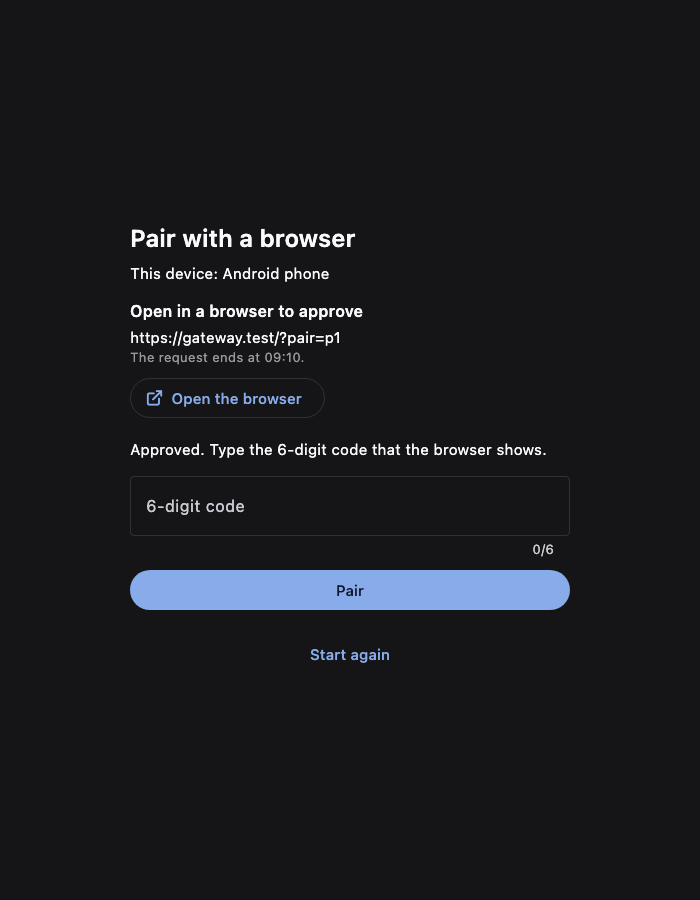 Pair with a browser
This device: Android phone
Open in a browser to approve
https://gateway.test/?pair=p1
The request ends at 09:10.
Open the browser
Approved. Type the 6-digit code that the browser shows.
6-digit code
0/6
Pair
Start again